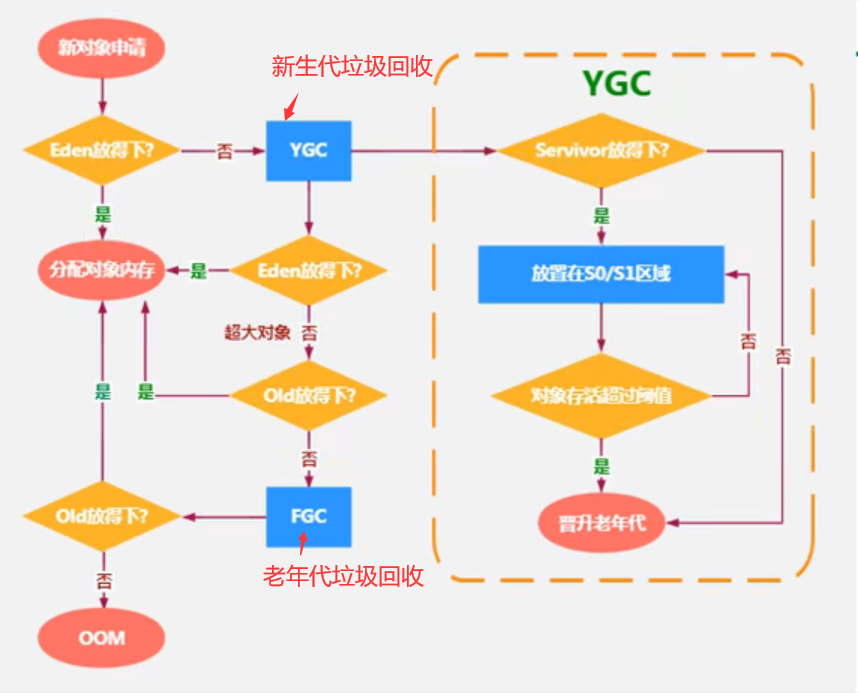 新对象申请
新生代垃圾回收
YGC
Eden放得下?
否
YGC
Servivor放得下?
是
是
分配对象内存
是
Eden放得下?
放置在S0/S1区域
超大对象
否
否
否
是
是
Old放得下?
对象存活超过阈值
否
是
Old放得下?
FGC
晋升老年代
老年代垃圾回收
否
OOM